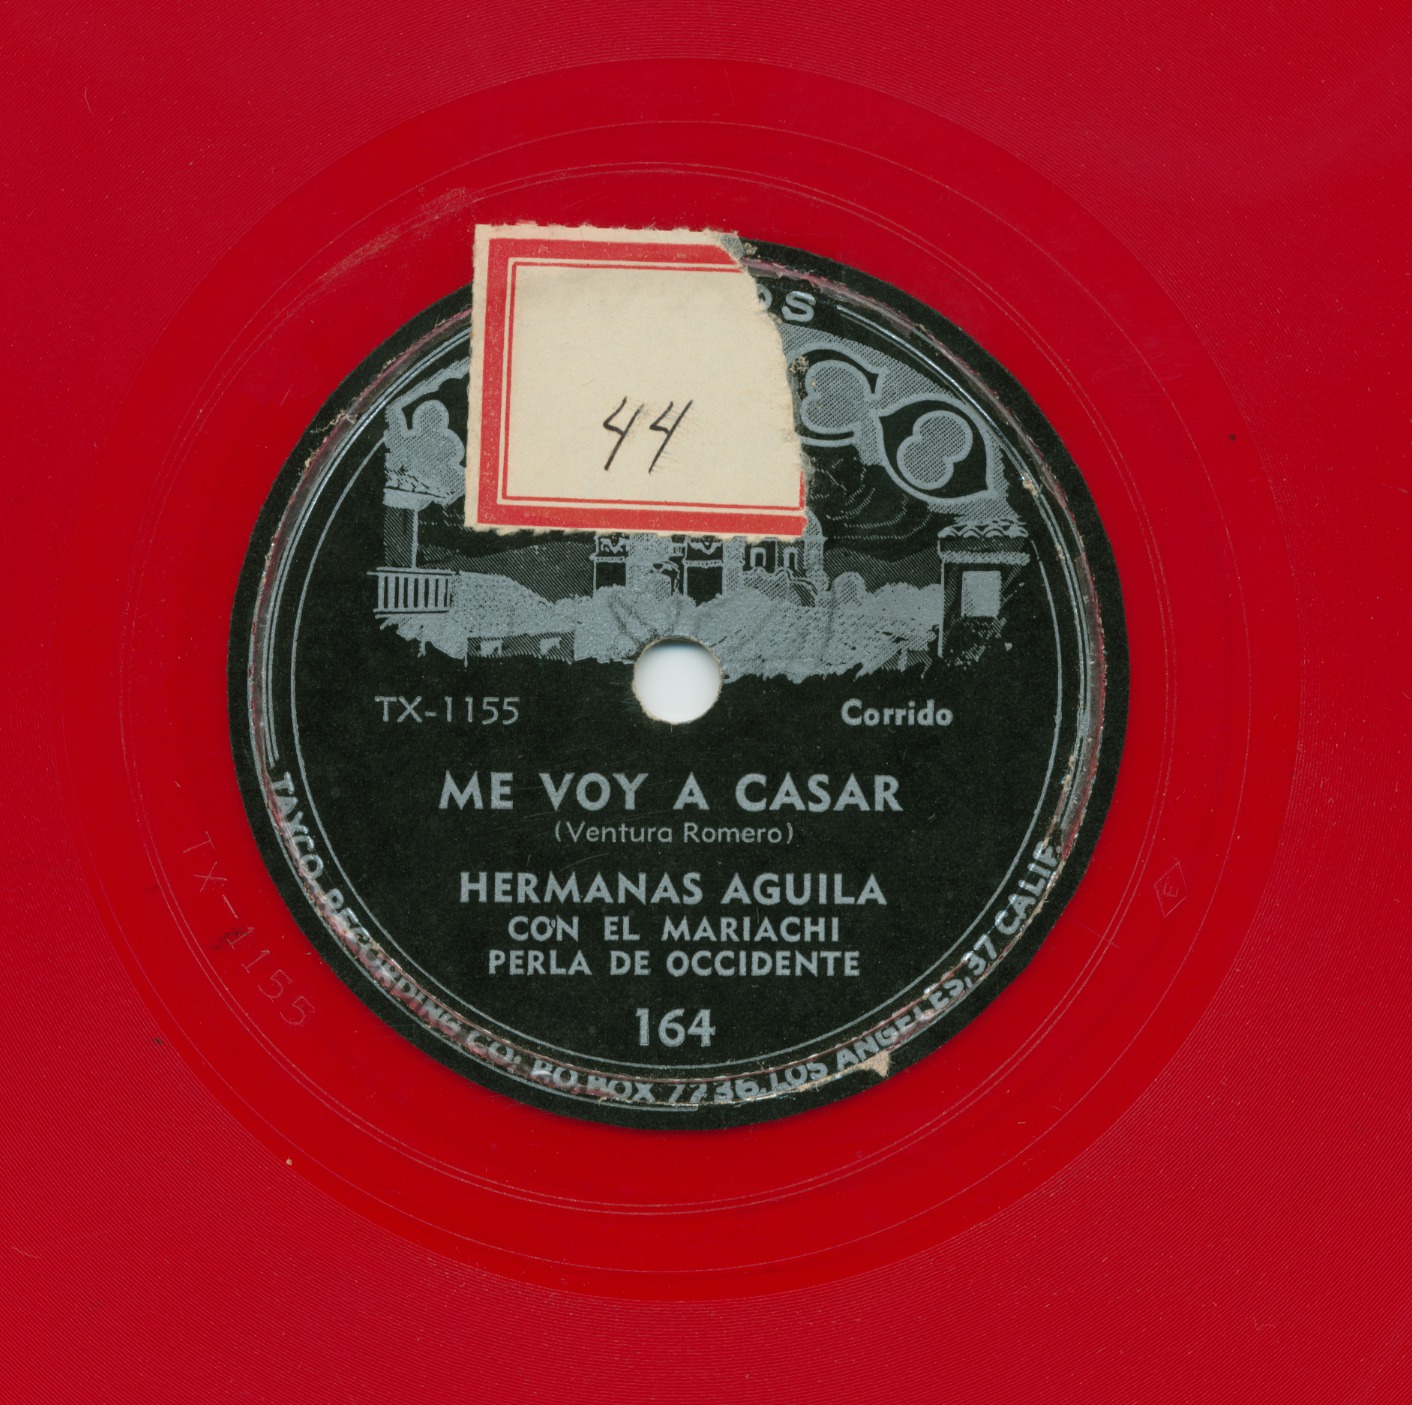 44
TX-1155
Corrido
ME VOY A CASAR
(Ventura Romero)
HERMANAS AGUILA
CON EL MARIACHI
PERLA DE OCCIDENTE
164
TAYCO RECORDING CO. P.O. BOX 7736, LOS ANGELES, 37 CALIF.
TX-1155
E